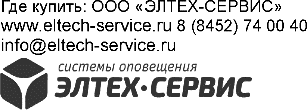 Где купить: ООО «ЭЛТЕХ-СЕРВИС»
www.eltech-service.ru 8 (8452) 74 00 40
info@eltech-service.ru
системы оповещения
ЭЛТЕХ·СЕРВИС